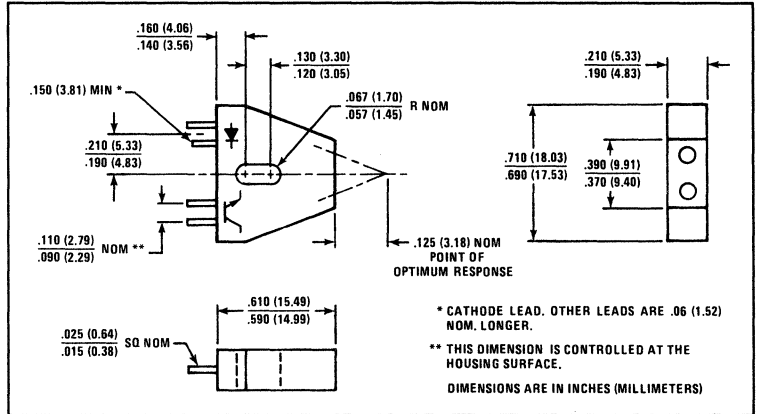 .160 (4.06)
.140 (3.56)
.130 (3.30)
.120 (3.05)
.210 (5.33)
.190 (4.83)
.150 (3.81) MIN *
.067 (1.70)
.057 (1.45) R NOM
.210 (5.33)
.190 (4.83)
.710 (18.03)
.690 (17.53)
.390 (9.91)
.370 (9.40)
.110 (2.79)
.090 (2.29) NOM **
.125 (3.18) NOM
POINT OF
OPTIMUM RESPONSE
.610 (15.49)
.590 (14.99)
.025 (0.64)
.015 (0.38) SQ NOM
* CATHODE LEAD. OTHER LEADS ARE .06 (1.52)
NOM. LONGER.
** THIS DIMENSION IS CONTROLLED AT THE
HOUSING SURFACE.
DIMENSIONS ARE IN INCHES (MILLIMETERS)